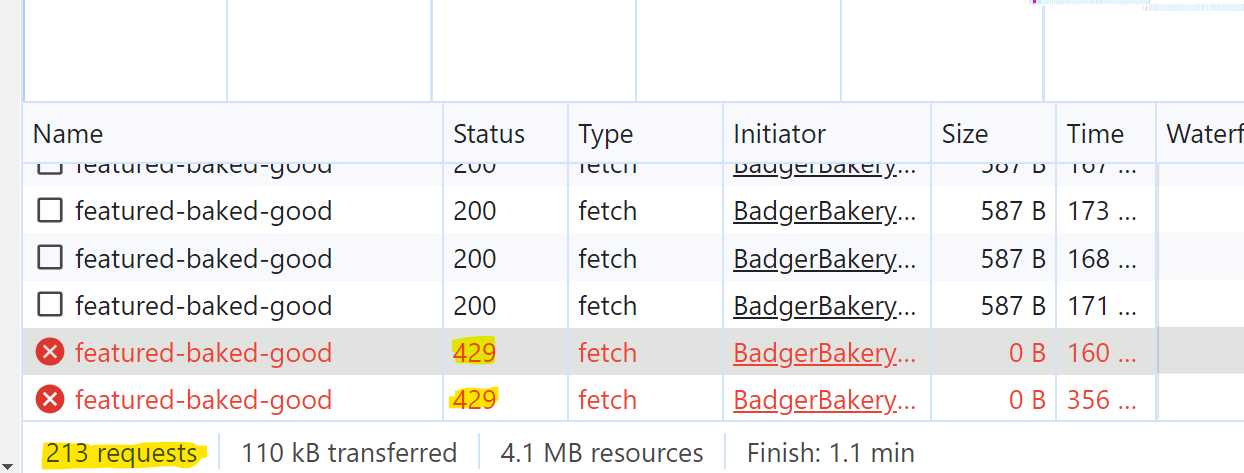 Name Status Type Initiator Size Time Waterf
featured-baked-good 200 fetch BadgerBakery... 587 B 167 ...
featured-baked-good 200 fetch BadgerBakery... 587 B 173 ...
featured-baked-good 200 fetch BadgerBakery... 587 B 168 ...
featured-baked-good 200 fetch BadgerBakery... 587 B 171 ...
featured-baked-good 429 fetch BadgerBakery... 0 B 160 ...
featured-baked-good 429 fetch BadgerBakery... 0 B 356 ...
213 requests 110 kB transferred 4.1 MB resources Finish: 1.1 min